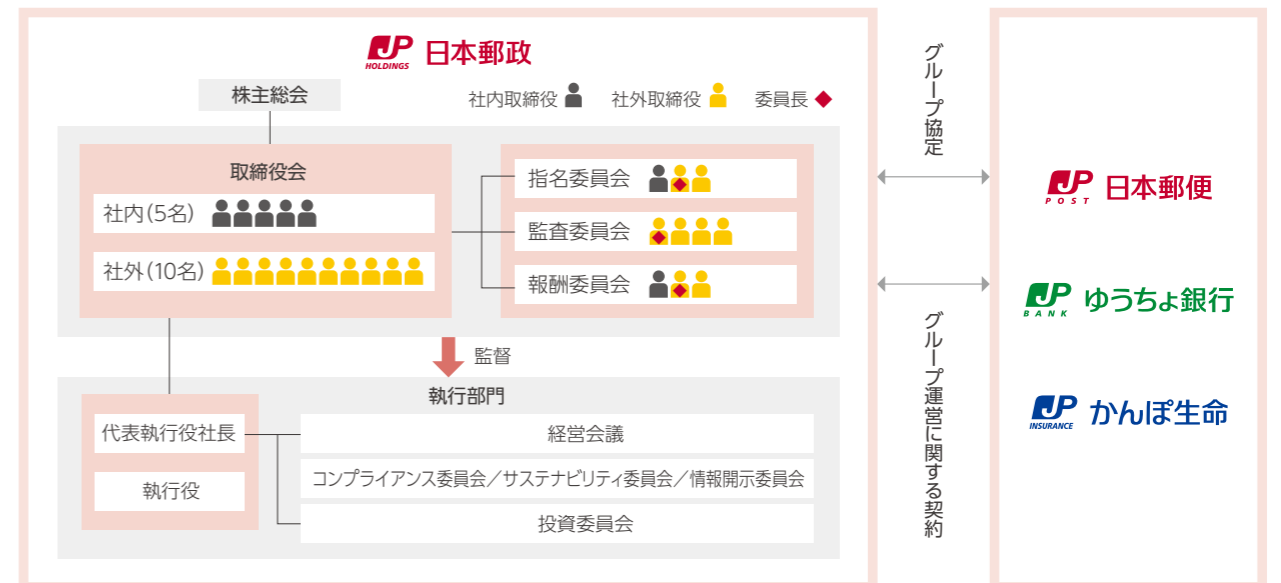 JP
HOLDINGS
日本郵政
株主総会
社内取締役
社外取締役
委員長
取締役会
社内(5名)
社外(10名)
指名委員会
監査委員会
報酬委員会
監督
執行部門
代表執行役社長
執行役
経営会議
コンプライアンス委員会/サステナビリティ委員会/情報開示委員会
投資委員会
グループ協定
グループ運営に関する契約
JP
POST
日本郵便
JP
BANK
ゆうちょ銀行
JP
INSURANCE
かんぽ生命